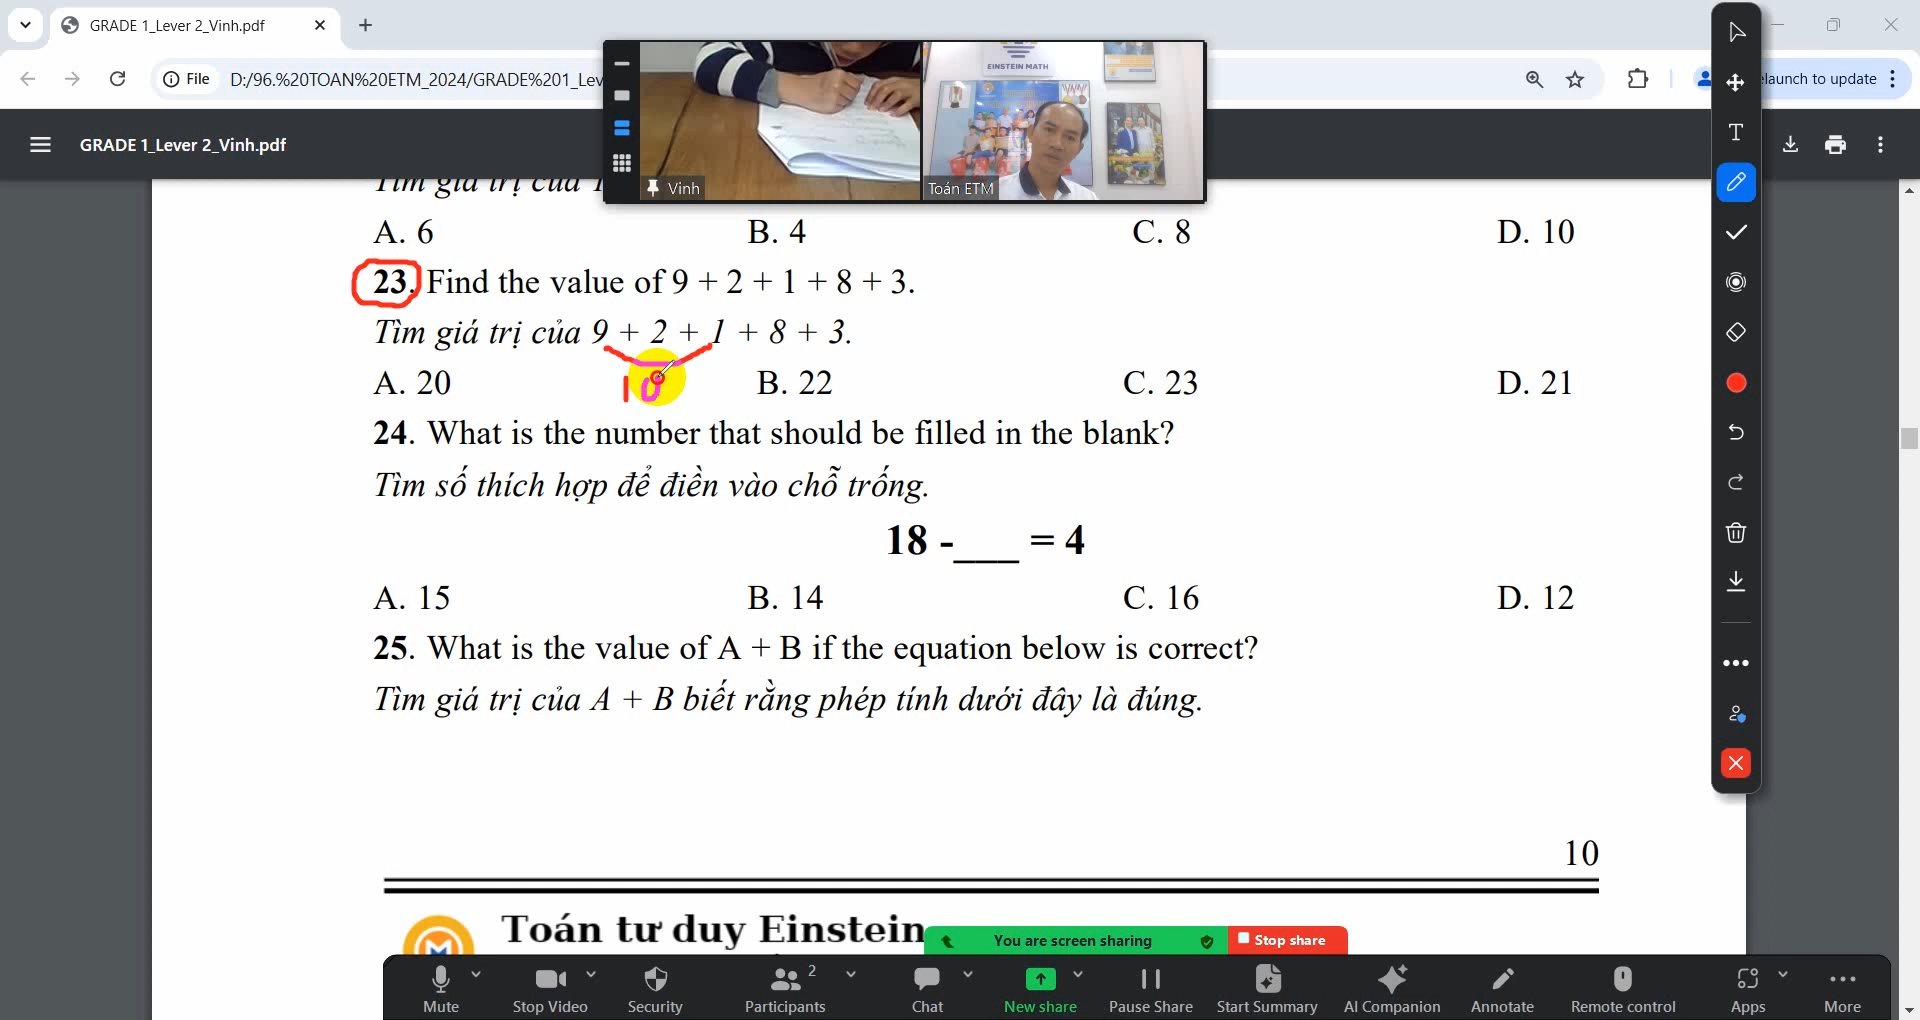 GRADE 1_Lever 2_Vinh.pdf
File D:/96.%20TOAN%20ETM_2024/GRADE%201_Lev
elaunch to update
GRADE 1_Lever 2_Vinh.pdf
EINSTEIN MATH
Vinh
Toán ETM
Tìm giá trị của 1
A. 6 B. 4 C. 8 D. 10
23. Find the value of 9 + 2 + 1 + 8 + 3.
Tìm giá trị của 9 + 2 + 1 + 8 + 3.
10
A. 20 B. 22 C. 23 D. 21
24. What is the number that should be filled in the blank?
Tìm số thích hợp để điền vào chỗ trống.
18 -___ = 4
A. 15 B. 14 C. 16 D. 12
25. What is the value of A + B if the equation below is correct?
Tìm giá trị của A + B biết rằng phép tính dưới đây là đúng.
10
Toán tư duy Einstein
You are screen sharing Stop share
Mute Stop Video Security Participants 2 Chat New share Pause Share Start Summary AI Companion Annotate Remote control Apps More